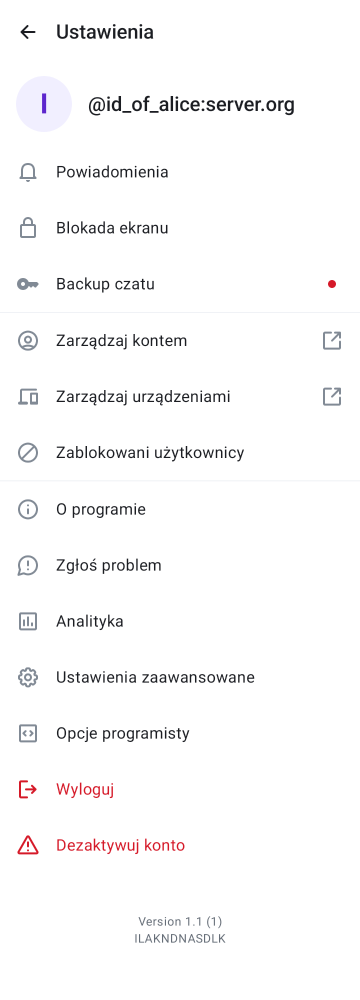 Ustawienia
I
@id_of_alice:server.org
Powiadomienia
Blokada ekranu
Backup czatu
Zarządzaj kontem
Zarządzaj urządzeniami
Zablokowani użytkownicy
O programie
Zgłoś problem
Analityka
Ustawienia zaawansowane
Opcje programisty
Wyloguj
Dezaktywuj konto
Version 1.1 (1)
ILAKNDNASDLK